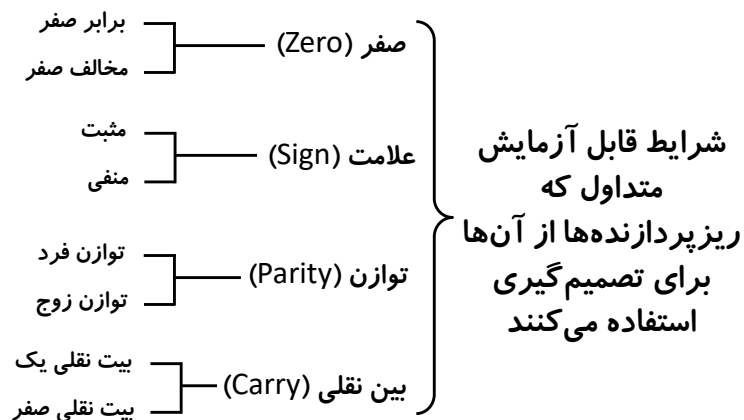 شرایط قابل آزمایش
متداول که
ریزپردازنده‌ها از آن‌ها
برای تصمیم‌گیری
استفاده می‌کنند
صفر (Zero)
برابر صفر
مخالف صفر
علامت (Sign)
مثبت
منفی
توازن (Parity)
توازن فرد
توازن زوج
بین نقلی (Carry)
بیت نقلی یک
بیت نقلی صفر